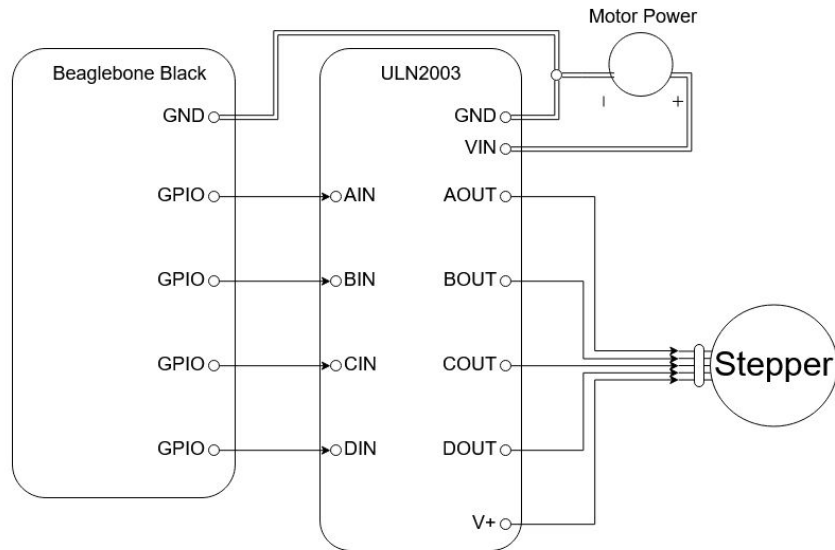 Motor Power
Beaglebone Black
ULN2003
GND
GND
VIN
GPIO
AIN
AOUT
GPIO
BIN
BOUT
GPIO
CIN
COUT
Stepper
GPIO
DIN
DOUT
V+